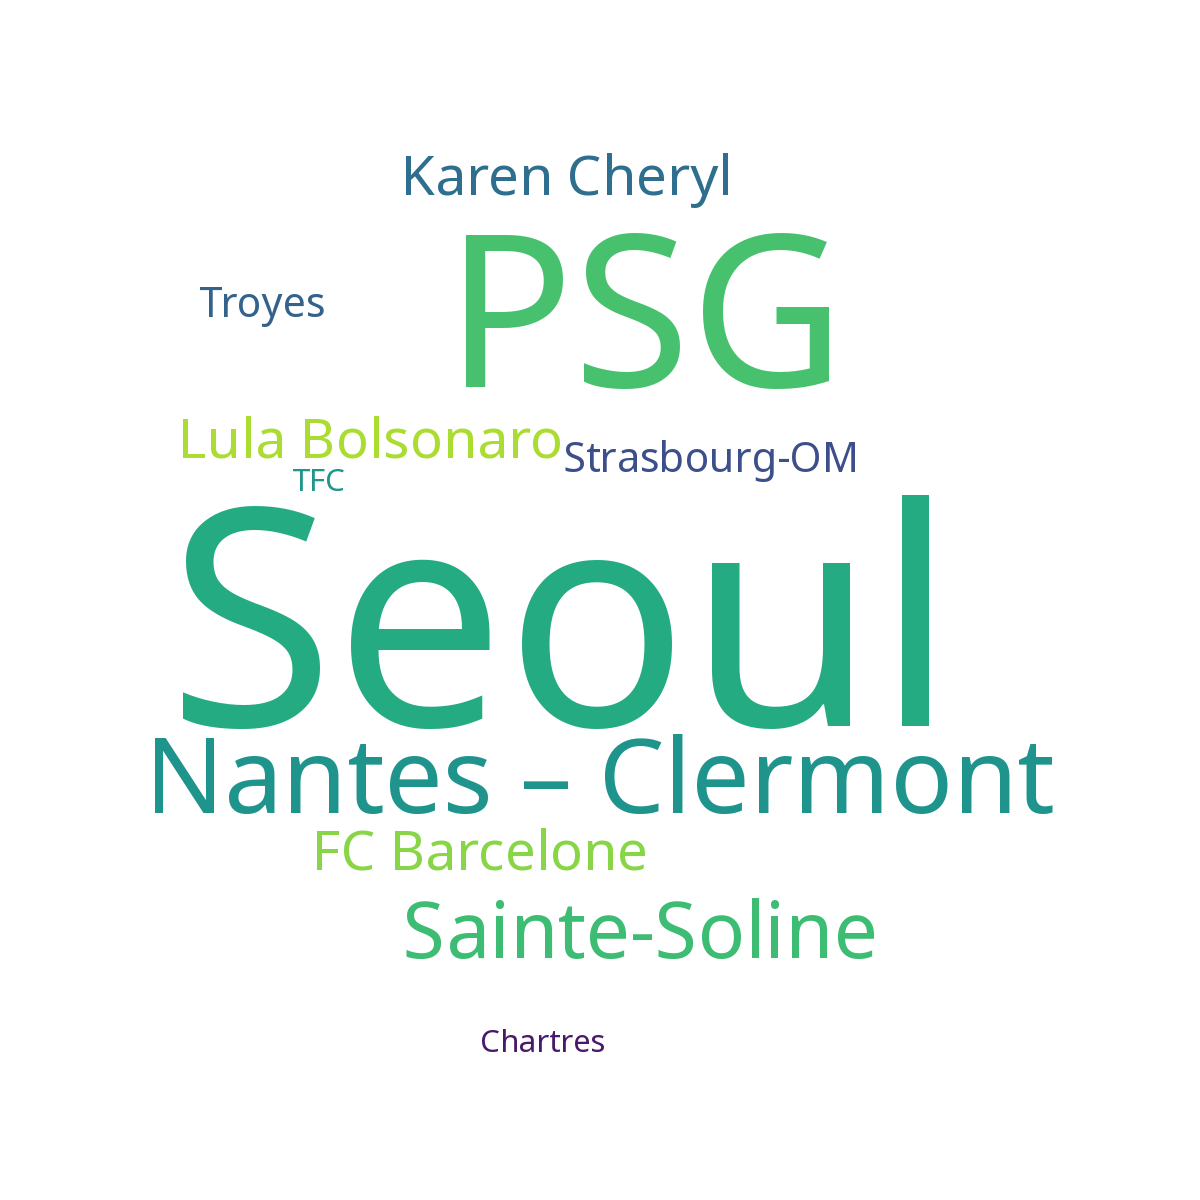 Karen Cheryl
PSG
Troyes
Lula Bolsonaro
Strasbourg-OM
TFC
Seoul
Nantes – Clermont
FC Barcelone
Sainte-Soline
Chartres